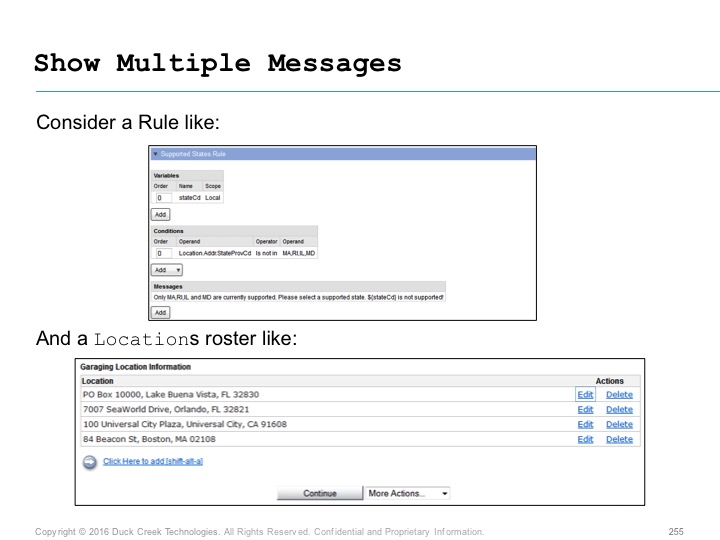 Show Multiple Messages
Consider a Rule like:
Supported States Rule
Variables
Order Name Scope
0 stateCd Local
Add
Conditions
Order Operand Operator Operand
0 Location.Addr.StateProvCd Is not in MA,RI,IL,MD
Add
Messages
Only MA,RI,IL and MD are currently supported. Please select a supported state. ${stateCd} is not supported!
Add
And a Locations roster like:
Garaging Location Information
Location Actions
PO Box 10000, Lake Buena Vista, FL 32830 Edit Delete
7007 SeaWorld Drive, Orlando, FL 32821 Edit Delete
100 Universal City Plaza, Universal City, CA 91608 Edit Delete
84 Beacon St, Boston, MA 02108 Edit Delete
Click Here to add [shift-alt-a]
Continue More Actions...
Copyright © 2016 Duck Creek Technologies. All Rights Reserved. Confidential and Proprietary Information. 255